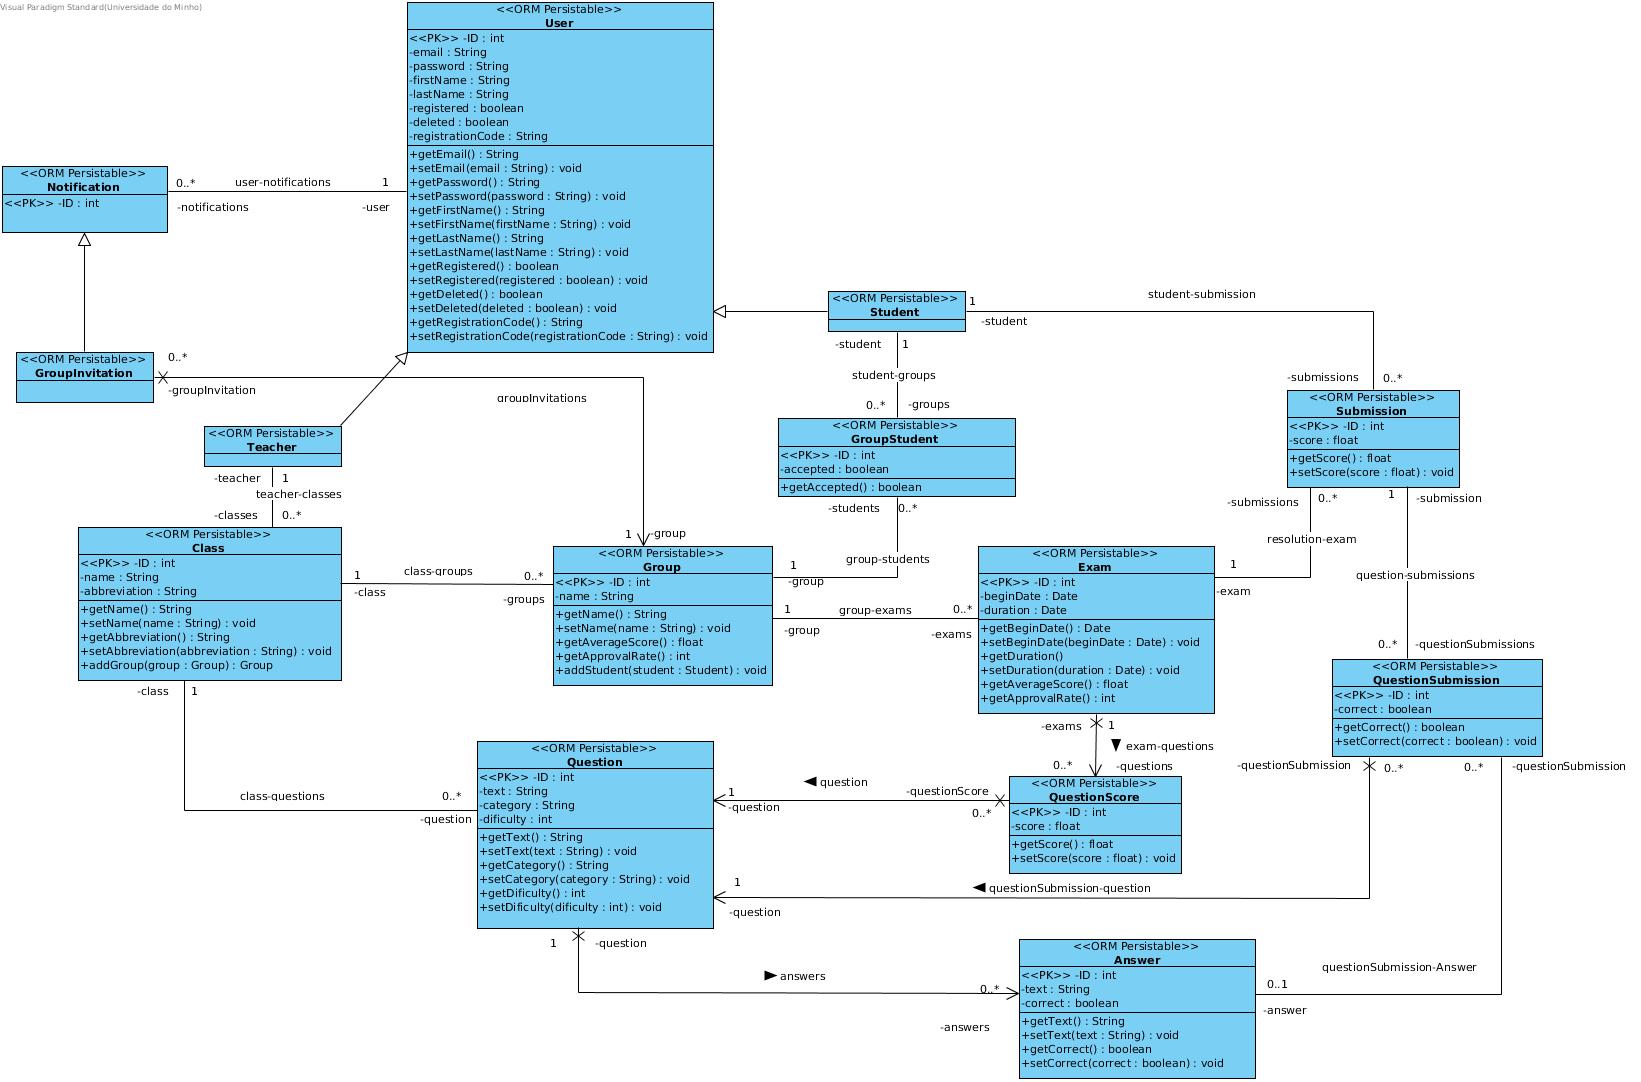 Visual Paradigm Standard(Universidade do Minho)
<<ORM Persistable>>
User
<<PK>> -ID : int
-email : String
-password : String
-firstName : String
-lastName : String
-registered : boolean
-deleted : boolean
-registrationCode : String
+getEmail() : String
+setEmail(email : String) : void
+getPassword() : String
+setPassword(password : String) : void
+getFirstName() : String
+setFirstName(firstName : String) : void
+getLastName() : String
+setLastName(lastName : String) : void
+getRegistered() : boolean
+setRegistered(registered : boolean) : void
+getDeleted() : boolean
+setDeleted(deleted : boolean) : void
+getRegistrationCode() : String
+setRegistrationCode(registrationCode : String) : void
<<ORM Persistable>>
Notification
<<PK>> -ID : int
0..* user-notifications 1
-notifications -user
<<ORM Persistable>>
GroupInvitation
0..*
-groupInvitation
groupInvitations
1 -group
<<ORM Persistable>>
Teacher
-teacher 1
teacher-classes
-classes 0..*
<<ORM Persistable>>
Student
1 student-submission
-student
-student 1
student-groups
0..* -groups
-submissions 0..*
<<ORM Persistable>>
GroupStudent
<<PK>> -ID : int
-accepted : boolean
+getAccepted() : boolean
-students 0..*
group-students
1
-group
<<ORM Persistable>>
Submission
<<PK>> -ID : int
-score : float
+getScore() : float
+setScore(score : float) : void
-submissions 0..*
resolution-exam
1
-exam
1 -submission
question-submissions
0..* -questionSubmissions
<<ORM Persistable>>
Class
<<PK>> -ID : int
-name : String
-abbreviation : String
+getName() : String
+setName(name : String) : void
+getAbbreviation() : String
+setAbbreviation(abbreviation : String) : void
+addGroup(group : Group) : Group
1 class-groups 0..*
-class -groups
<<ORM Persistable>>
Group
<<PK>> -ID : int
-name : String
+getName() : String
+setName(name : String) : void
+getAverageScore() : float
+getApprovalRate() : int
+addStudent(student : Student) : void
1 group-exams 0..*
-group -exams
<<ORM Persistable>>
Exam
<<PK>> -ID : int
-beginDate : Date
-duration : Date
+getBeginDate() : Date
+setBeginDate(beginDate : Date) : void
+getDuration()
+setDuration(duration : Date) : void
+getAverageScore() : float
+getApprovalRate() : int
-exams 1
exam-questions
0..* -questions
<<ORM Persistable>>
QuestionSubmission
<<PK>> -ID : int
-correct : boolean
+getCorrect() : boolean
+setCorrect(correct : boolean) : void
-questionSubmission 0..*
0..* -questionSubmission
-class 1
class-questions 0..*
-question
<<ORM Persistable>>
Question
<<PK>> -ID : int
-text : String
-category : String
-dificulty : int
+getText() : String
+setText(text : String) : void
+getCategory() : String
+setCategory(category : String) : void
+getDificulty() : int
+setDificulty(dificulty : int) : void
question
1 -questionScore
-question 0..*
<<ORM Persistable>>
QuestionScore
<<PK>> -ID : int
-score : float
+getScore() : float
+setScore(score : float) : void
1 questionSubmission-question
-question
1 -question
answers
0..*
-answers
<<ORM Persistable>>
Answer
<<PK>> -ID : int
-text : String
-correct : boolean
+getText() : String
+setText(text : String) : void
+getCorrect() : boolean
+setCorrect(correct : boolean) : void
questionSubmission-Answer
0..1
-answer